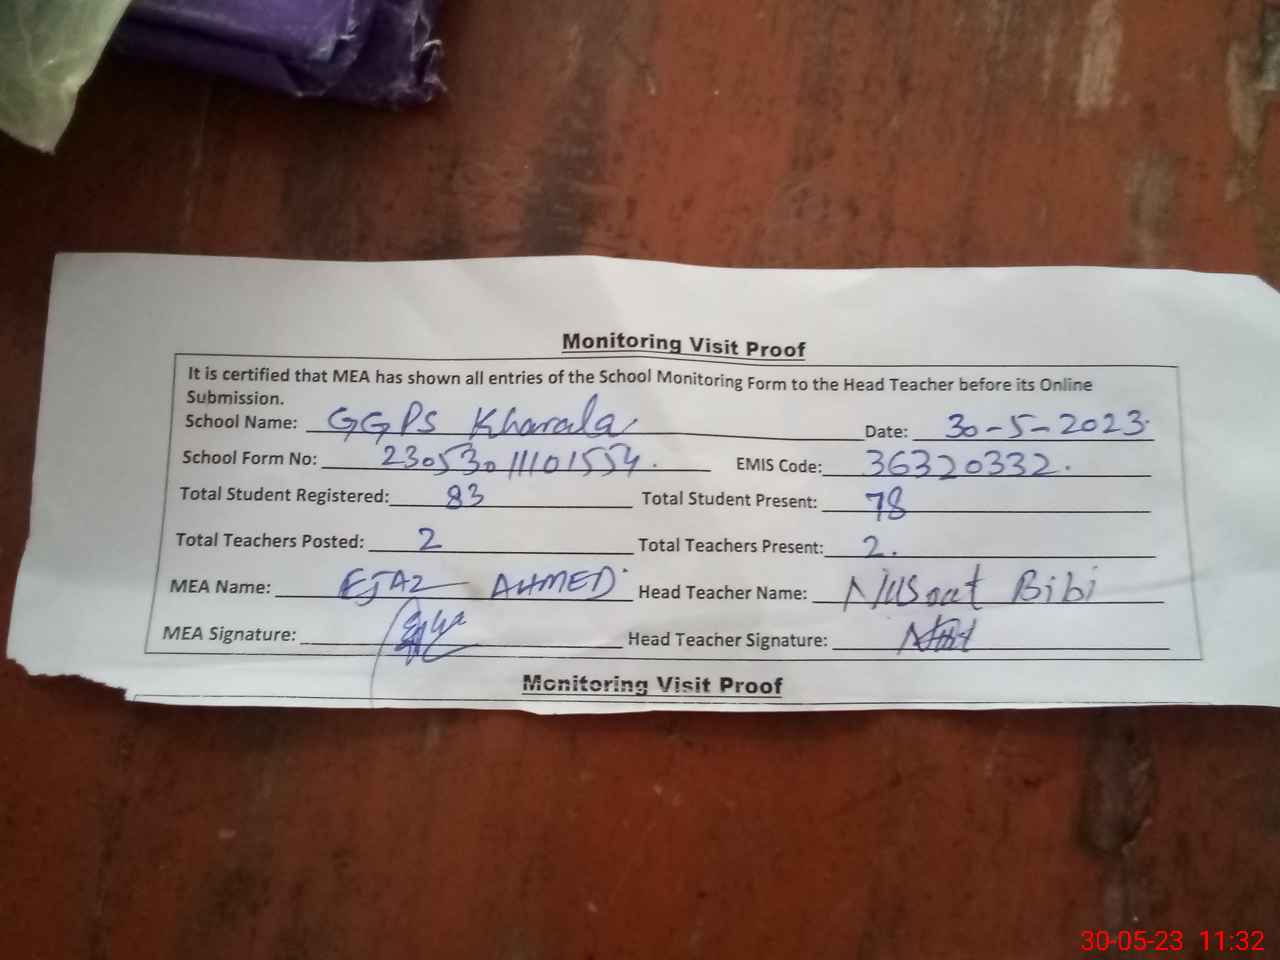 Monitoring Visit Proof
It is certified that MEA has shown all entries of the School Monitoring Form to the Head Teacher before its Online
Submission.
School Name: GGPS Kharala Date: 30-5-2023.
School Form No: 23053011101554. EMIS Code: 36320332.
Total Student Registered: 83 Total Student Present: 78
Total Teachers Posted: 2 Total Teachers Present: 2.
MEA Name: EJAZ AHMED Head Teacher Name: Nusrat Bibi
MEA Signature: Head Teacher Signature:
Monitoring Visit Proof
30-05-23 11:32